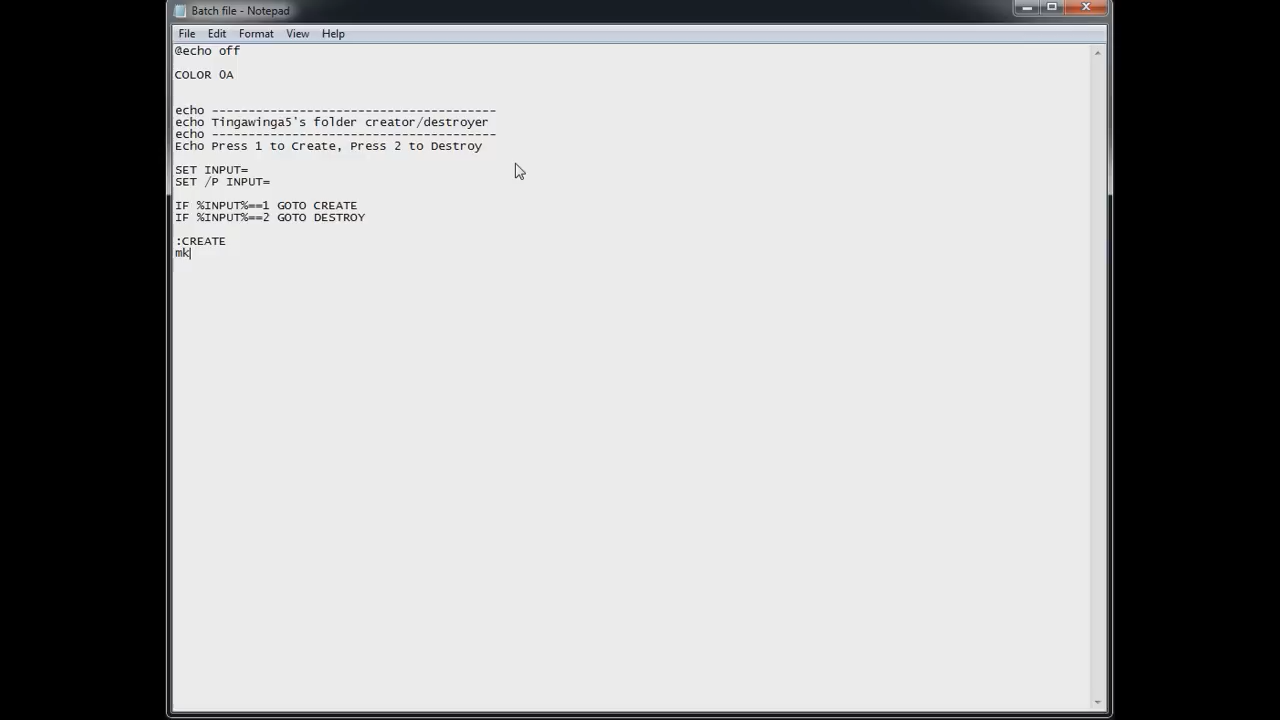 Batch file - Notepad
File Edit Format View Help
@echo off
COLOR 0A
echo ---------------------------------------
echo Tingawinga5's folder creator/destroyer
echo ---------------------------------------
Echo Press 1 to Create, Press 2 to Destroy
SET INPUT=
SET /P INPUT=
IF %INPUT%==1 GOTO CREATE
IF %INPUT%==2 GOTO DESTROY
:CREATE
mk